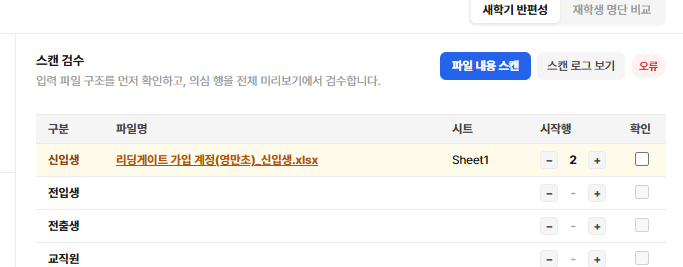 새학기 반편성 재학생 명단 비교
스캔 검수
파일 내용 스캔 스캔 로그 보기 오류
입력 파일 구조를 먼저 확인하고, 의심 행을 전체 미리보기에서 검수합니다.
구분 파일명 시트 시작행 확인
신입생 리딩게이트 가입 계정(영만초)_신입생.xlsx Sheet1 − 2 +
전입생 − - +
전출생 − - +
교직원 − - +